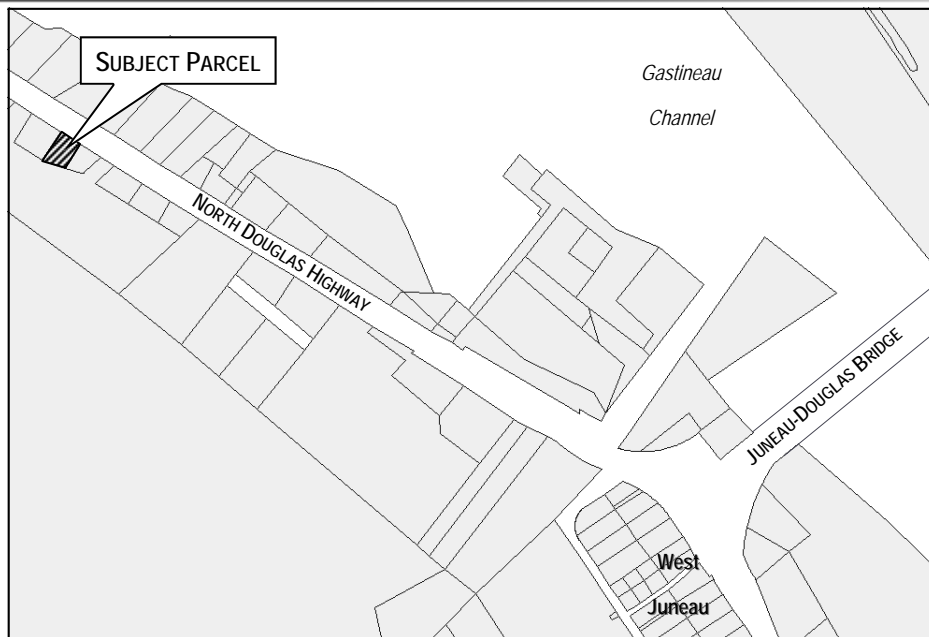 SUBJECT PARCEL
Gastineau
Channel
NORTH DOUGLAS HIGHWAY
JUNEAU-DOUGLAS BRIDGE
West
Juneau